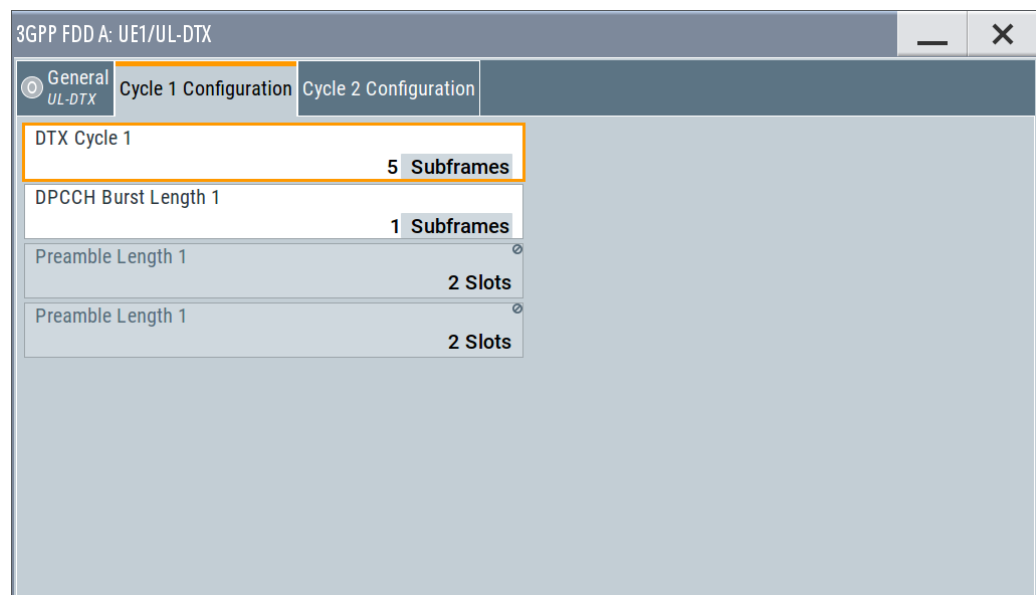 3GPP FDD A: UE1/UL-DTX
General
UL-DTX
Cycle 1 Configuration
Cycle 2 Configuration
DTX Cycle 1
5 Subframes
DPCCH Burst Length 1
1 Subframes
Preamble Length 1
2 Slots
Preamble Length 1
2 Slots